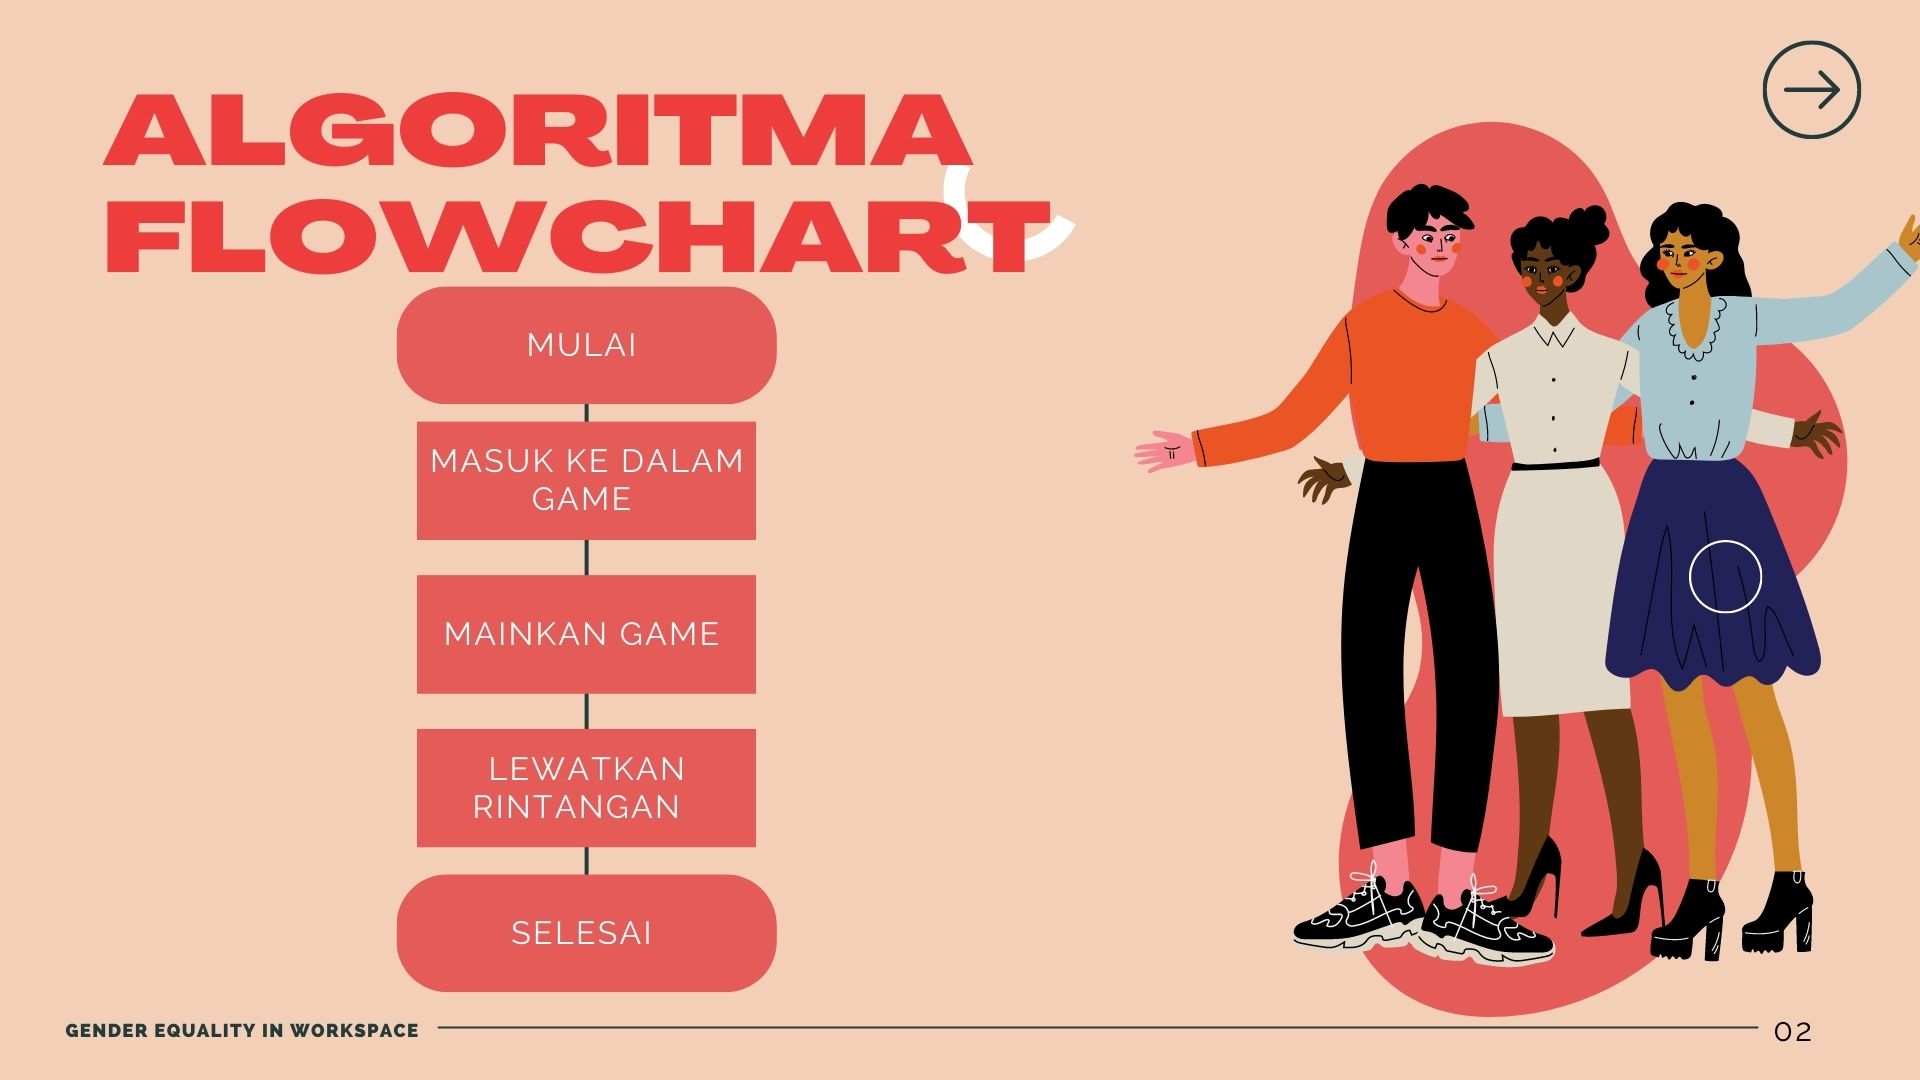 ALGORITMA
FLOWCHART
MULAI
MASUK KE DALAM
GAME
MAINKAN GAME
LEWATKAN
RINTANGAN
SELESAI
GENDER EQUALITY IN WORKSPACE
02